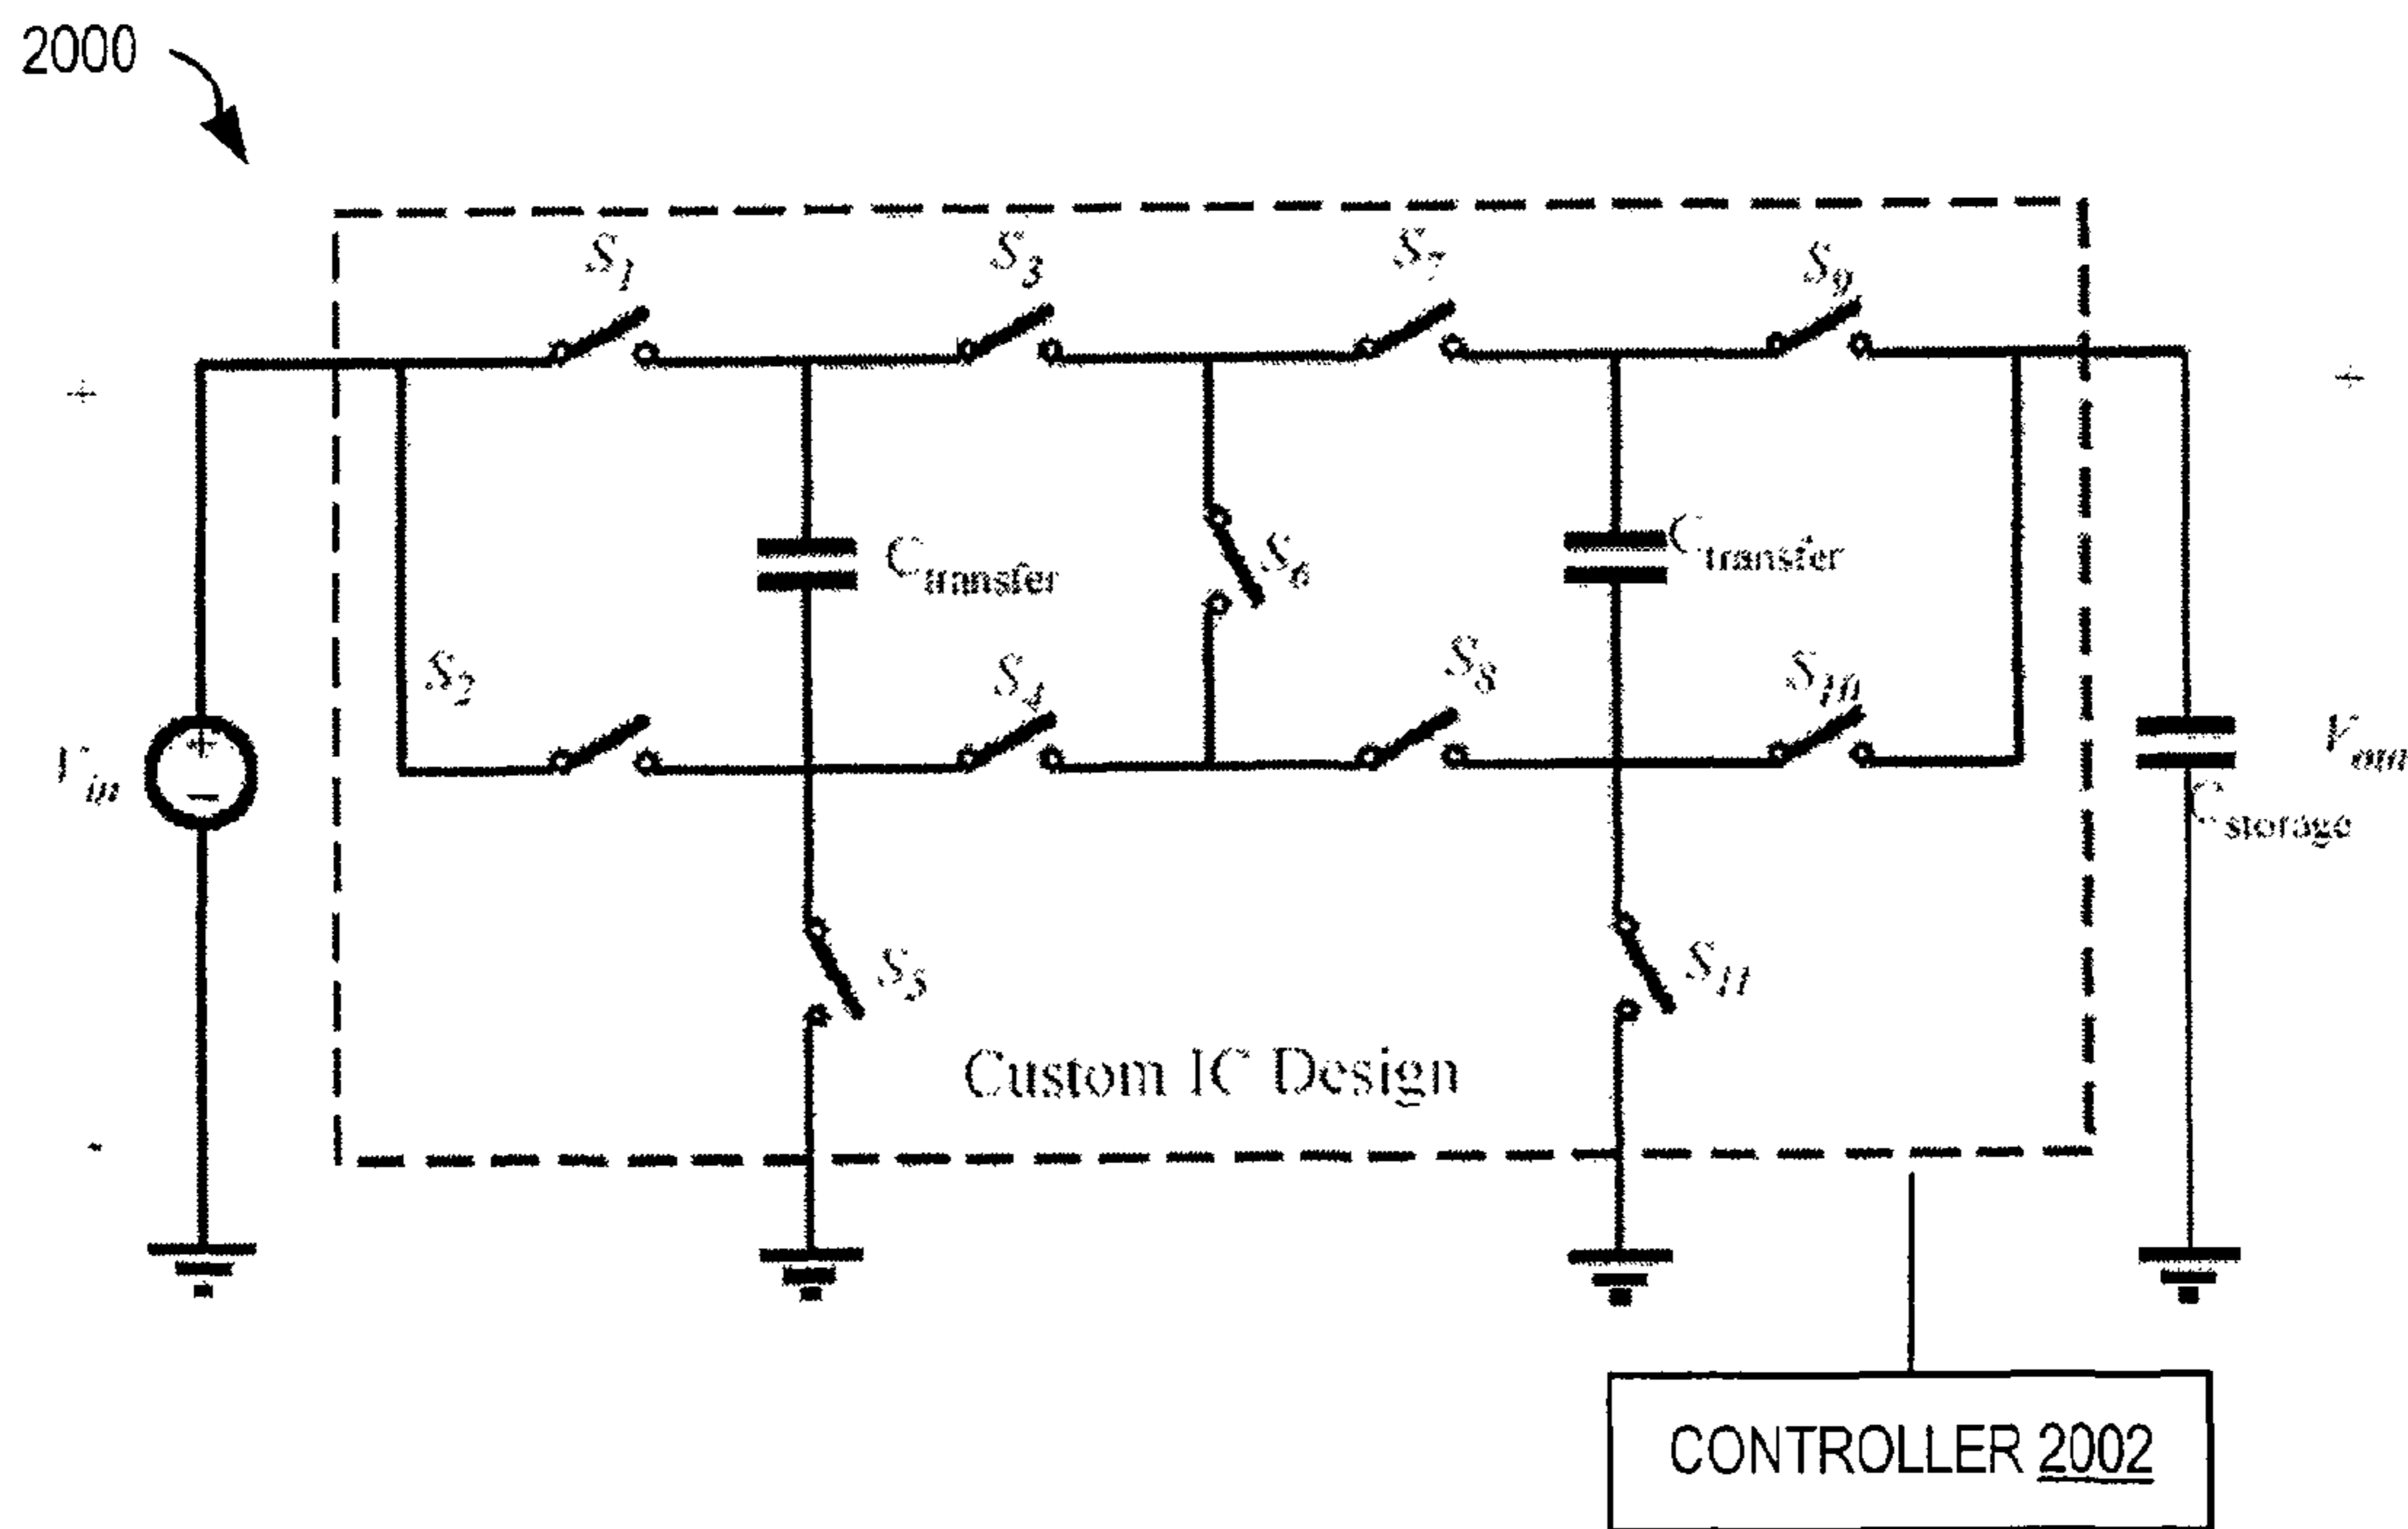 2000
S1
S3
S7
S9
+
+
Ctransfer
S6
Ctransfer
S2
S4
S8
S10
Vin
+
-
Vout
Cstorage
S5
S11
Custom IC Design
-
CONTROLLER 2002